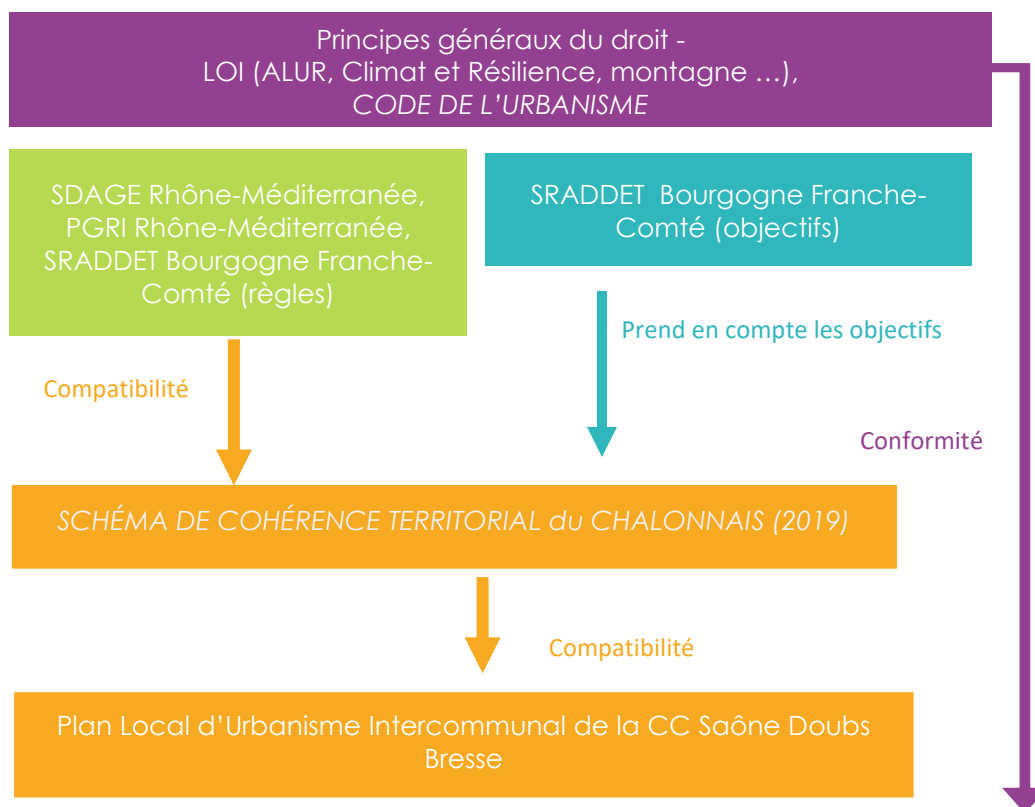 Principes généraux du droit -
LOI (ALUR, Climat et Résilience, montagne …),
CODE DE L’URBANISME
SDAGE Rhône-Méditerranée,
PGRI Rhône-Méditerranée,
SRADDET Bourgogne Franche-
Comté (règles)
SRADDET Bourgogne Franche-
Comté (objectifs)
Prend en compte les objectifs
Compatibilité
Conformité
SCHÉMA DE COHÉRENCE TERRITORIAL du CHALONNAIS (2019)
Compatibilité
Plan Local d’Urbanisme Intercommunal de la CC Saône Doubs
Bresse